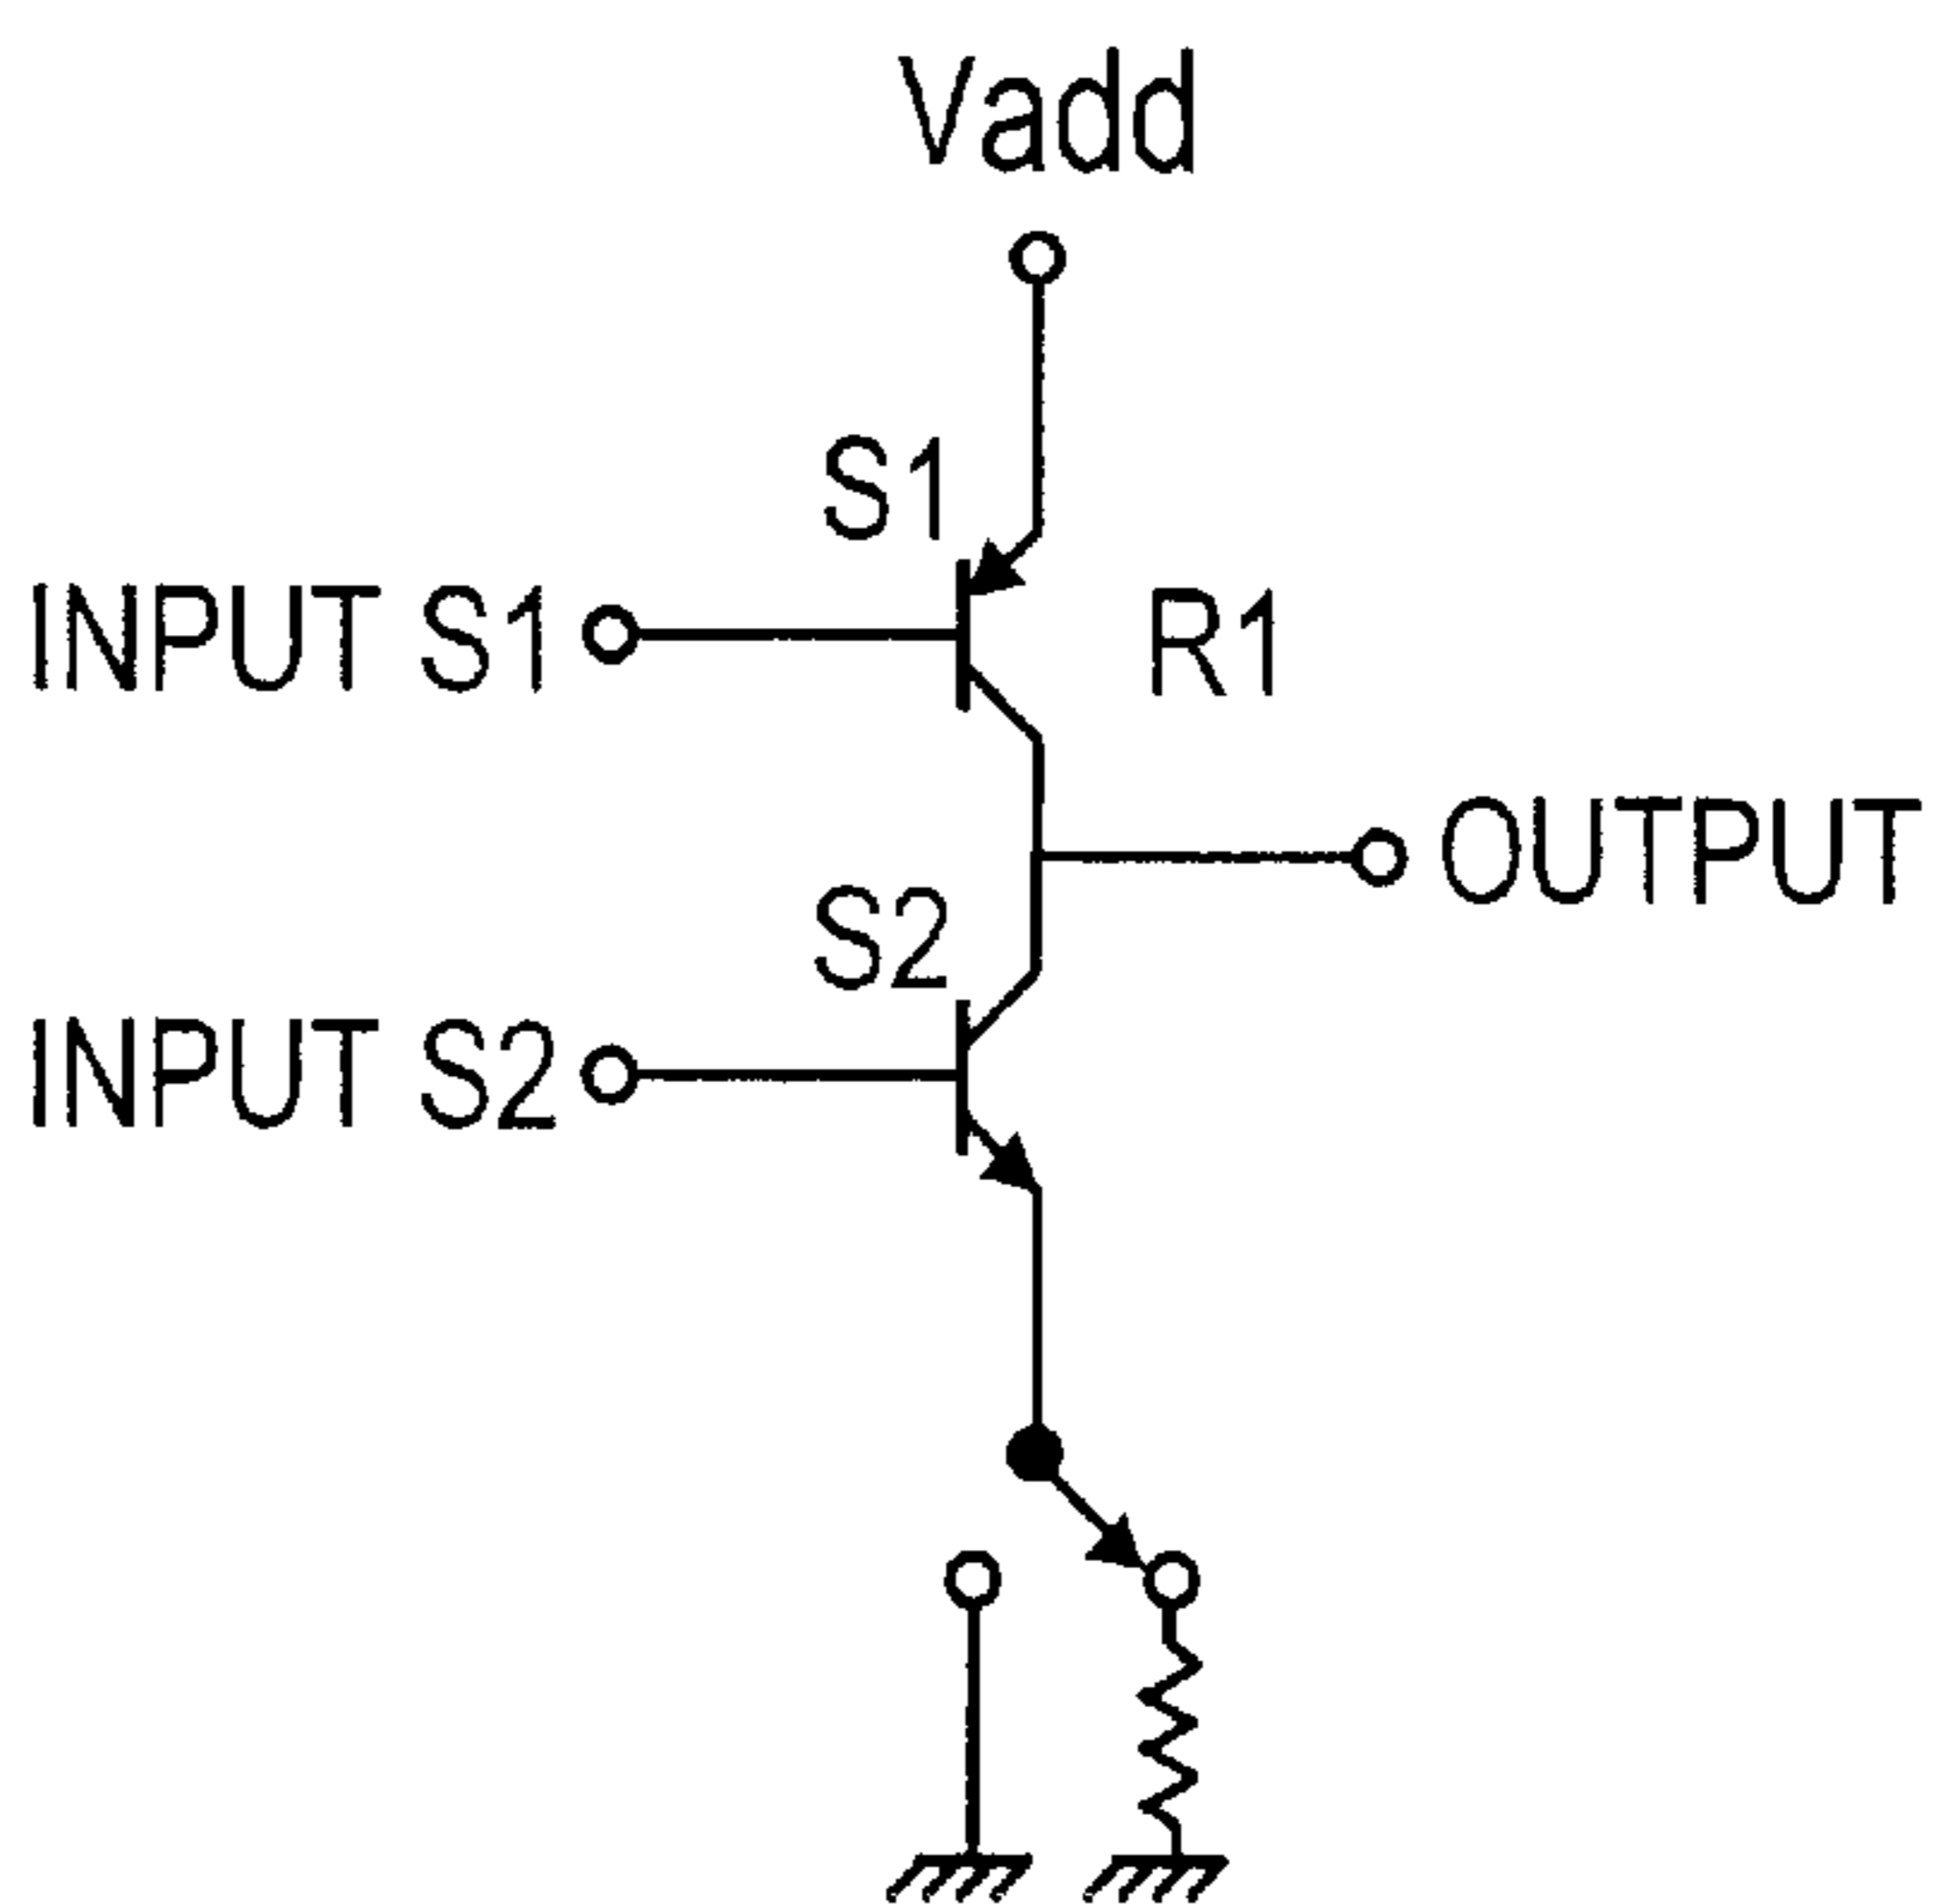 Vadd
S1
INPUT S1
R1
OUTPUT
S2
INPUT S2